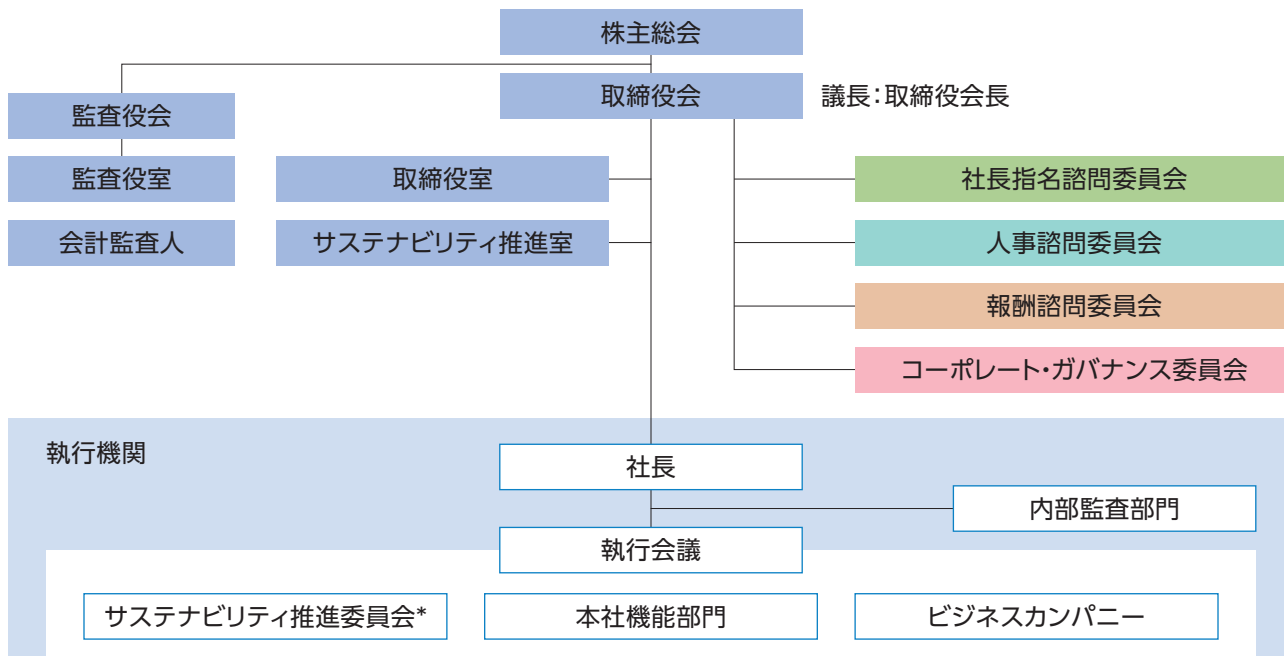 株主総会
取締役会
議長:取締役会長
監査役会
監査役室
取締役室
社長指名諮問委員会
会計監査人
サステナビリティ推進室
人事諮問委員会
報酬諮問委員会
コーポレート・ガバナンス委員会
執行機関
社長
内部監査部門
執行会議
サステナビリティ推進委員会*
本社機能部門
ビジネスカンパニー